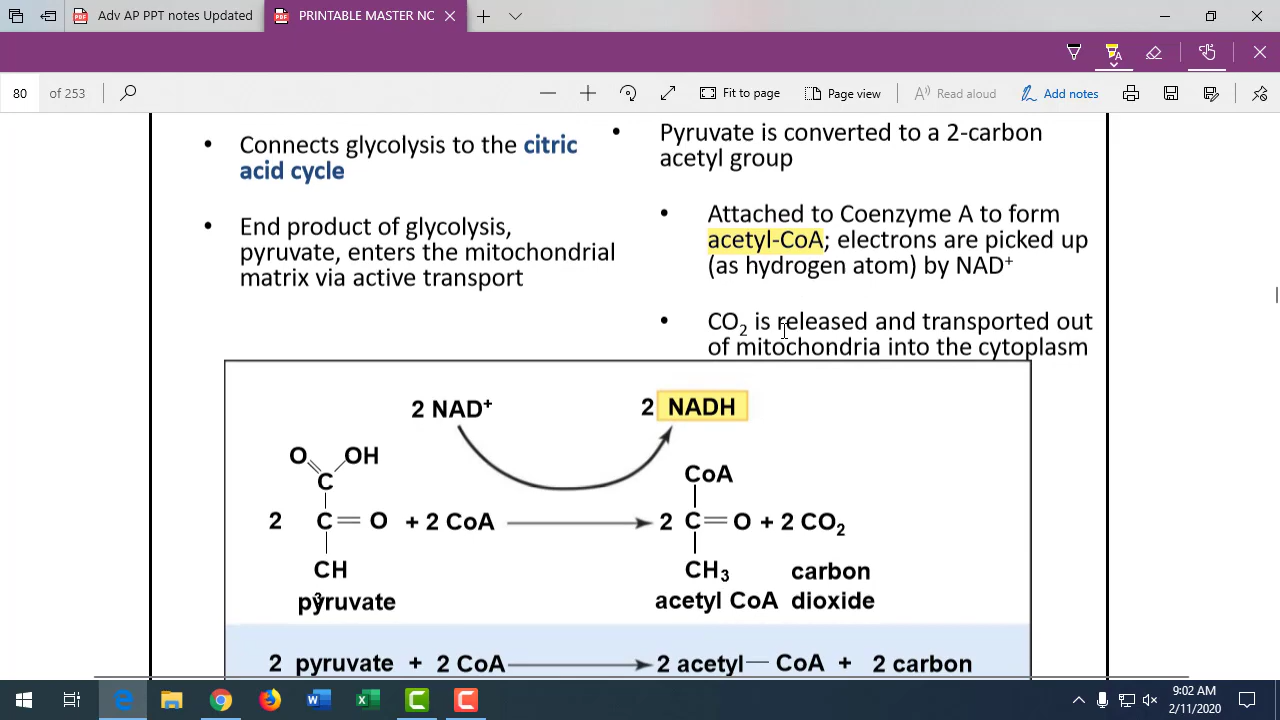 Adv AP PPT notes Updated
PRINTABLE MASTER NC
80 of 253
Fit to page
Page view
Read aloud
Add notes
• Connects glycolysis to the citric
acid cycle
• End product of glycolysis,
pyruvate, enters the mitochondrial
matrix via active transport
• Pyruvate is converted to a 2-carbon
acetyl group
• Attached to Coenzyme A to form
acetyl-CoA; electrons are picked up
(as hydrogen atom) by NAD⁺
• CO₂ is released and transported out
of mitochondria into the cytoplasm
2 NAD⁺ 2 NADH
O OH
C
CoA
2 C = O + 2 CoA 2 C = O + 2 CO₂
CH₃ CH₃ carbon
pyruvate acetyl CoA dioxide
2 pyruvate + 2 CoA 2 acetyl — CoA + 2 carbon
9:02 AM
2/11/2020